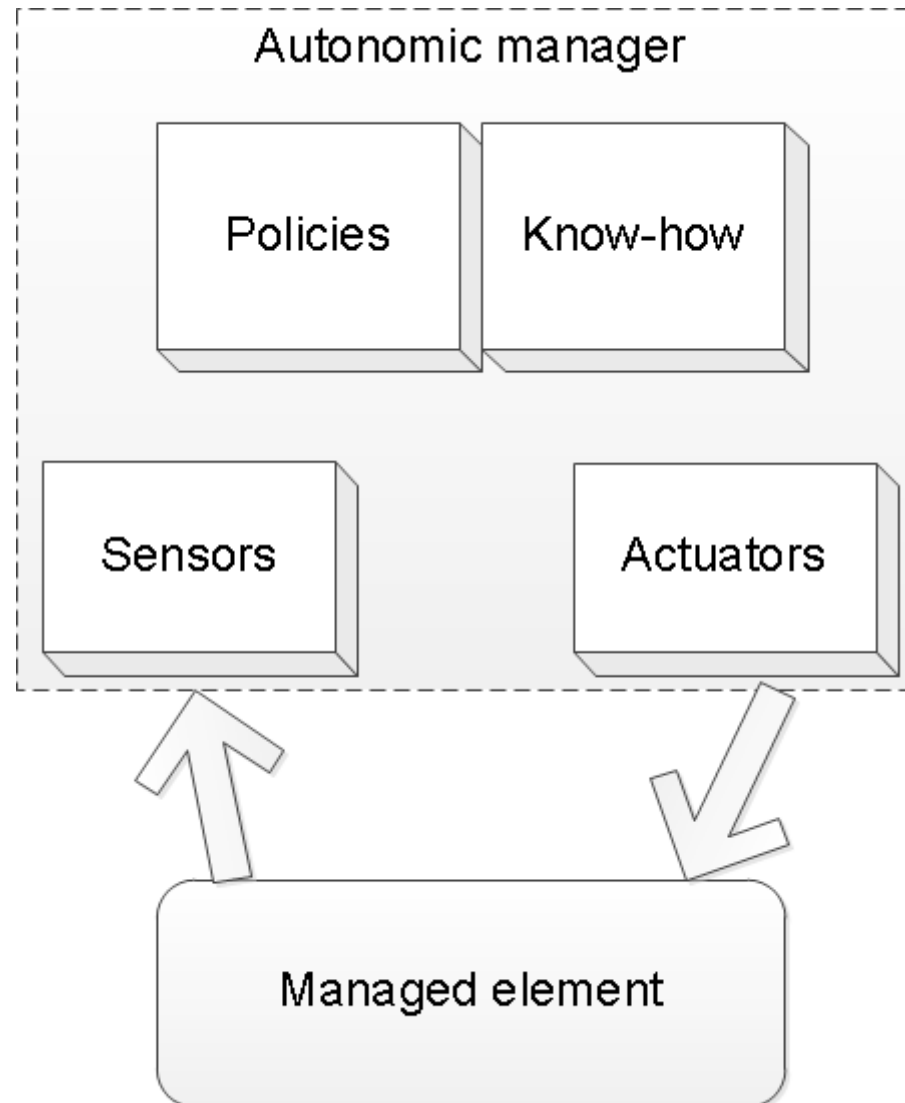 Autonomic manager
Policies
Know-how
Sensors
Actuators
Managed element